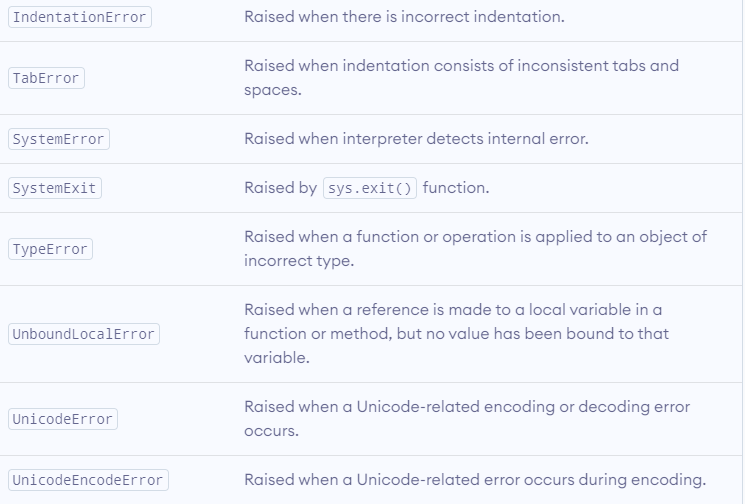 IndentationError Raised when there is incorrect indentation.
TabError Raised when indentation consists of inconsistent tabs and
spaces.
SystemError Raised when interpreter detects internal error.
SystemExit Raised by sys.exit() function.
TypeError Raised when a function or operation is applied to an object of
incorrect type.
UnboundLocalError Raised when a reference is made to a local variable in a
function or method, but no value has been bound to that
variable.
UnicodeError Raised when a Unicode-related encoding or decoding error
occurs.
UnicodeEncodeError Raised when a Unicode-related error occurs during encoding.